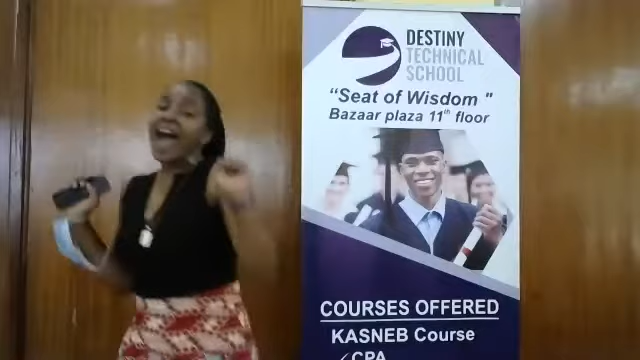 DESTINY
TECHNICAL
SCHOOL
“Seat of Wisdom "
Bazaar plaza 11th floor
COURSES OFFERED
KASNEB Course
✓CPA